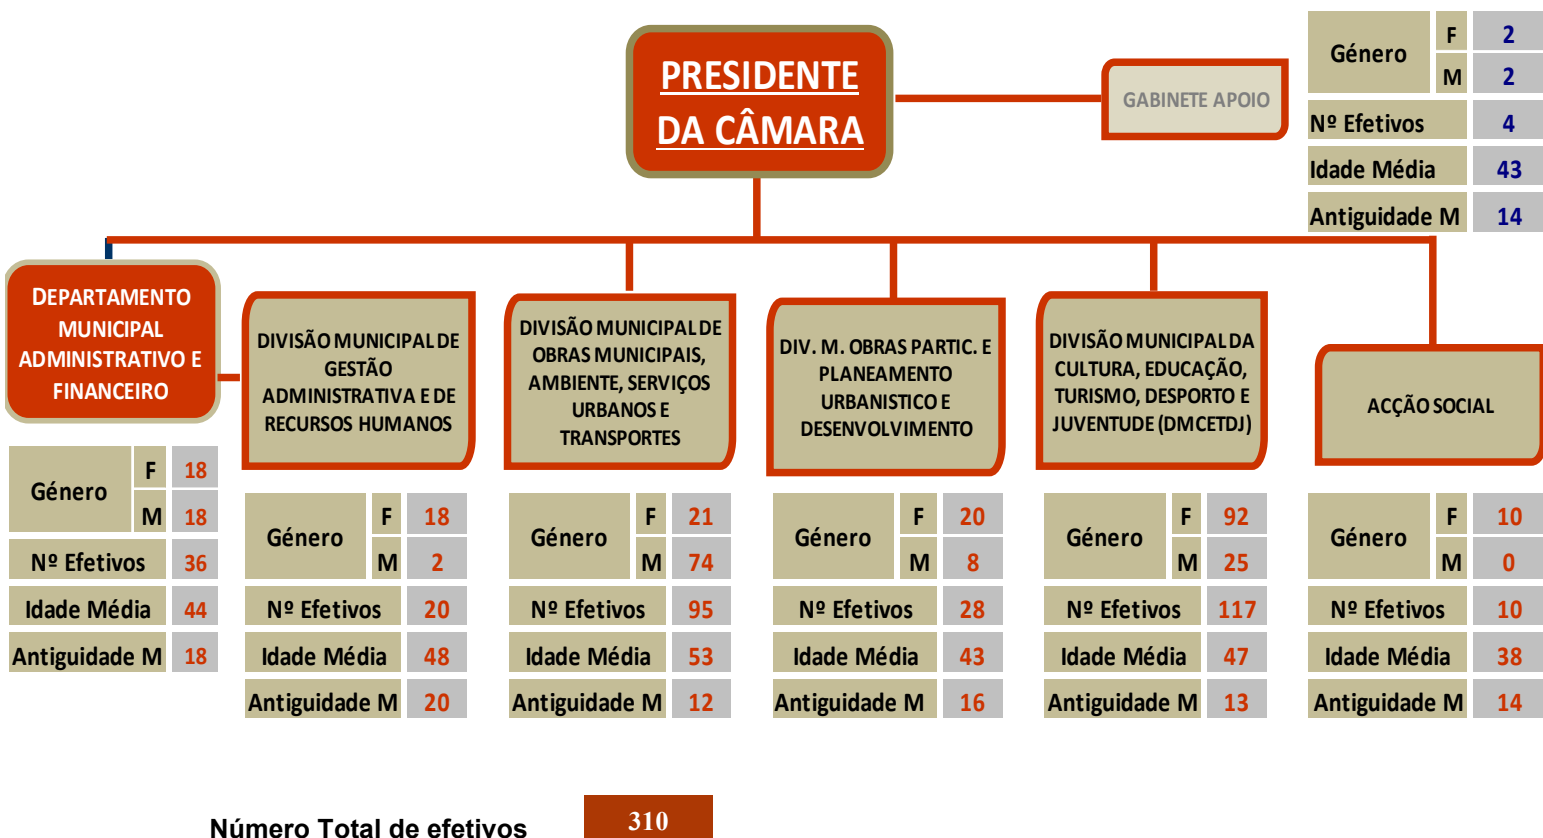 PRESIDENTE
DA CÂMARA
GABINETE APOIO
Género F 2
M 2
Nº Efetivos 4
Idade Média 43
Antiguidade M 14
DEPARTAMENTO
MUNICIPAL
ADMINISTRATIVO E
FINANCEIRO
Género F 18
M 18
Nº Efetivos 36
Idade Média 44
Antiguidade M 18
DIVISÃO MUNICIPAL DE
GESTÃO
ADMINISTRATIVA E DE
RECURSOS HUMANOS
Género F 18
M 2
Nº Efetivos 20
Idade Média 48
Antiguidade M 20
DIVISÃO MUNICIPAL DE
OBRAS MUNICIPAIS,
AMBIENTE, SERVIÇOS
URBANOS E
TRANSPORTES
Género F 21
M 74
Nº Efetivos 95
Idade Média 53
Antiguidade M 12
DIV. M. OBRAS PARTIC. E
PLANEAMENTO
URBANISTICO E
DESENVOLVIMENTO
Género F 20
M 8
Nº Efetivos 28
Idade Média 43
Antiguidade M 16
DIVISÃO MUNICIPAL DA
CULTURA, EDUCAÇÃO,
TURISMO, DESPORTO E
JUVENTUDE (DMCETDJ)
Género F 92
M 25
Nº Efetivos 117
Idade Média 47
Antiguidade M 13
ACÇÃO SOCIAL
Género F 10
M 0
Nº Efetivos 10
Idade Média 38
Antiguidade M 14
Número Total de efetivos 310